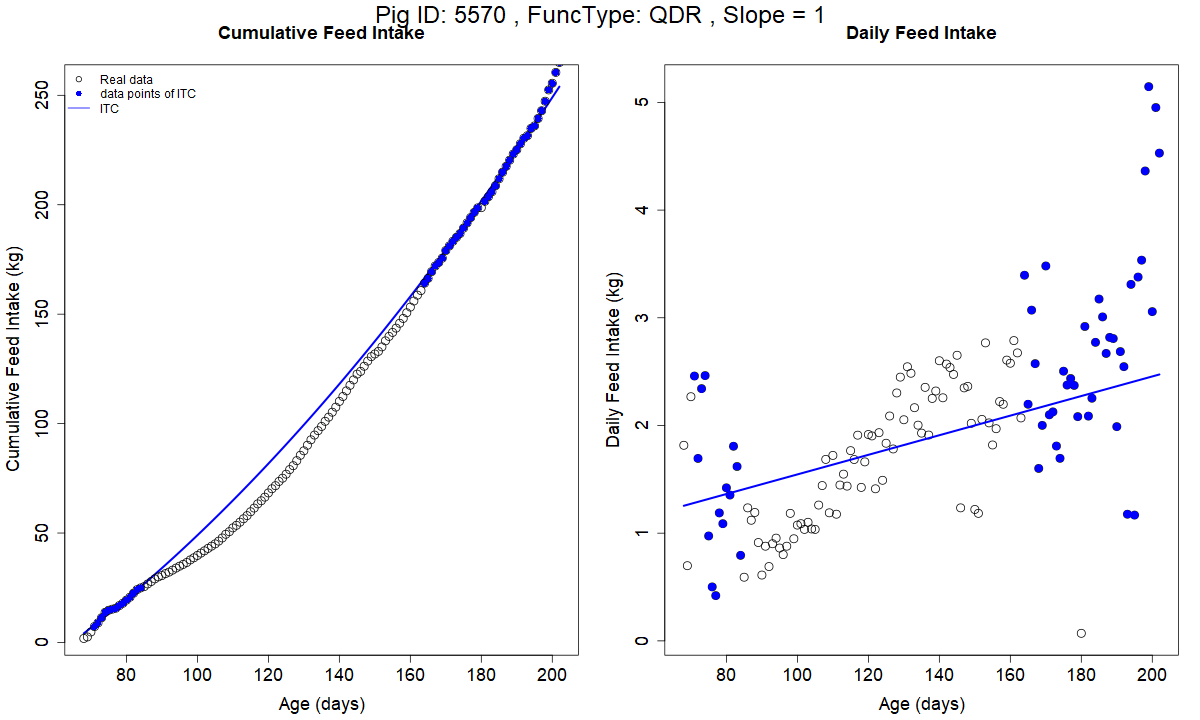 Pig ID: 5570 , FuncType: QDR , Slope = 1
Cumulative Feed Intake
Real data
data points of ITC
ITC
Cumulative Feed Intake (kg)
0
50
100
150
200
250
80
100
120
140
160
180
200
Age (days)
Daily Feed Intake
Daily Feed Intake (kg)
0
1
2
3
4
5
80
100
120
140
160
180
200
Age (days)